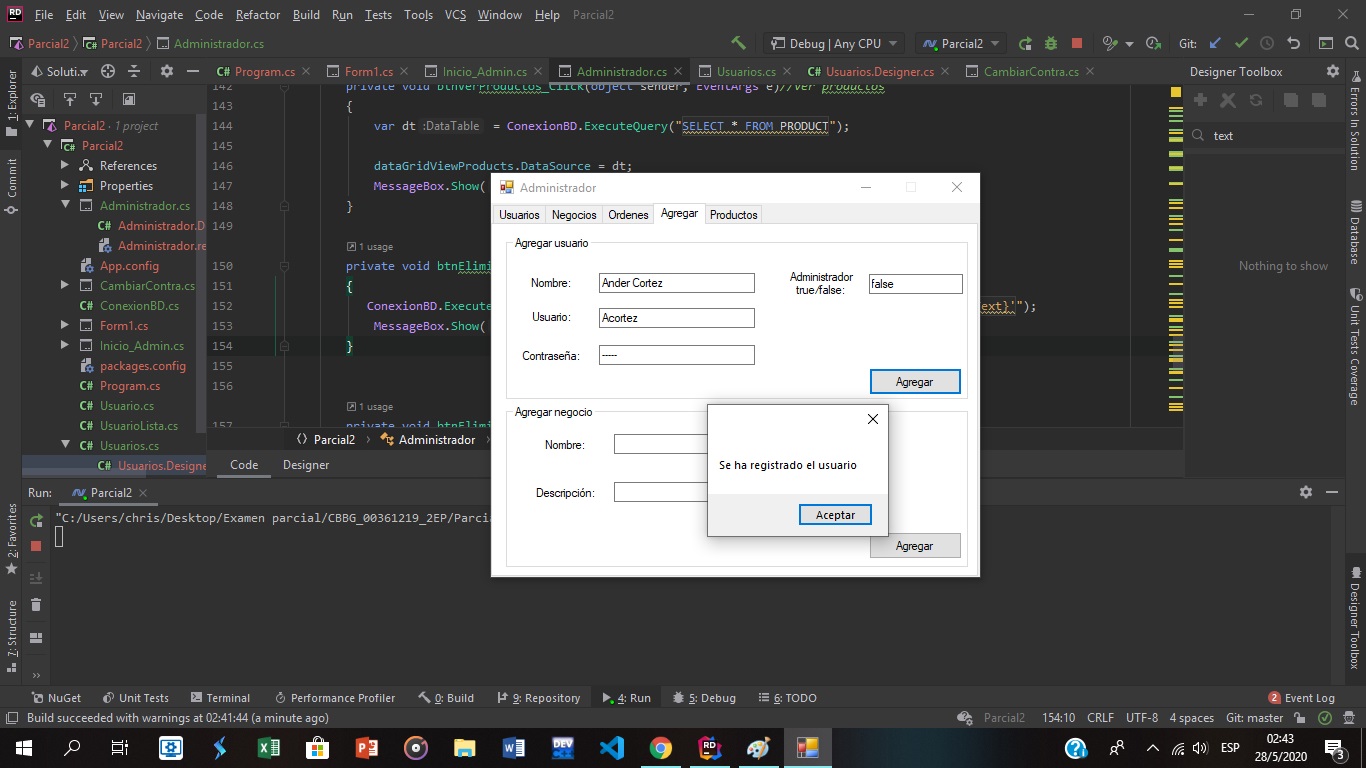 File Edit View Navigate Code Refactor Build Run Tests Tools VCS Window Help Parcial2
Parcial2 Parcial2 Administrador.cs Debug | Any CPU Parcial2 Git:
1: Explorer
Commit
2: Favorites
7: Structure
Soluti..
Program.cs Form1.cs Inicio_Admin.cs Administrador.cs Usuarios.cs Usuarios.Designer.cs CambiarContra.cs
Designer Toolbox
text
Nothing to show
Errors In Solution
Database
Unit Tests Coverage
Designer Toolbox
Parcial2 · 1 project
Parcial2
References
Properties
Administrador.cs
Administrador.D
Administrador.re
App.config
CambiarContra.cs
ConexionBD.cs
Form1.cs
Inicio_Admin.cs
packages.config
Program.cs
Usuario.cs
UsuarioLista.cs
Usuarios.cs
Usuarios.Designe
142 private void btnVerProductos_Click(object sender, EventArgs e)//ver productos
143 {
144 var dt :DataTable = ConexionBD.ExecuteQuery("SELECT * FROM PRODUCT");
145
146 dataGridViewProducts.DataSource = dt;
147 MessageBox.Show(
148 }
149
1 usage
150 private void btnElimi
151 {
152 ConexionBD.Execute ext}'");
153 MessageBox.Show(
154 }
155
156
1 usage
157 private void btnElimi
Parcial2 Administrador
Code Designer
Administrador
Usuarios Negocios Ordenes Agregar Productos
Agregar usuario
Nombre: Ander Cortez
Administrador
true/false: false
Usuario: Acortez
Contraseña: -----
Agregar
Agregar negocio
Nombre:
Descripción:
Agregar
Se ha registrado el usuario
Aceptar
Run: Parcial2
"C:/Users/chris/Desktop/Examen parcial/CBBG_00361219_2EP/Parcia
NuGet Unit Tests Terminal Performance Profiler 0: Build 9: Repository 4: Run 5: Debug 6: TODO 2 Event Log
Build succeeded with warnings at 02:41:44 (a minute ago) Parcial2 154:10 CRLF UTF-8 4 spaces Git: master
ESP
02:43
28/5/2020
3